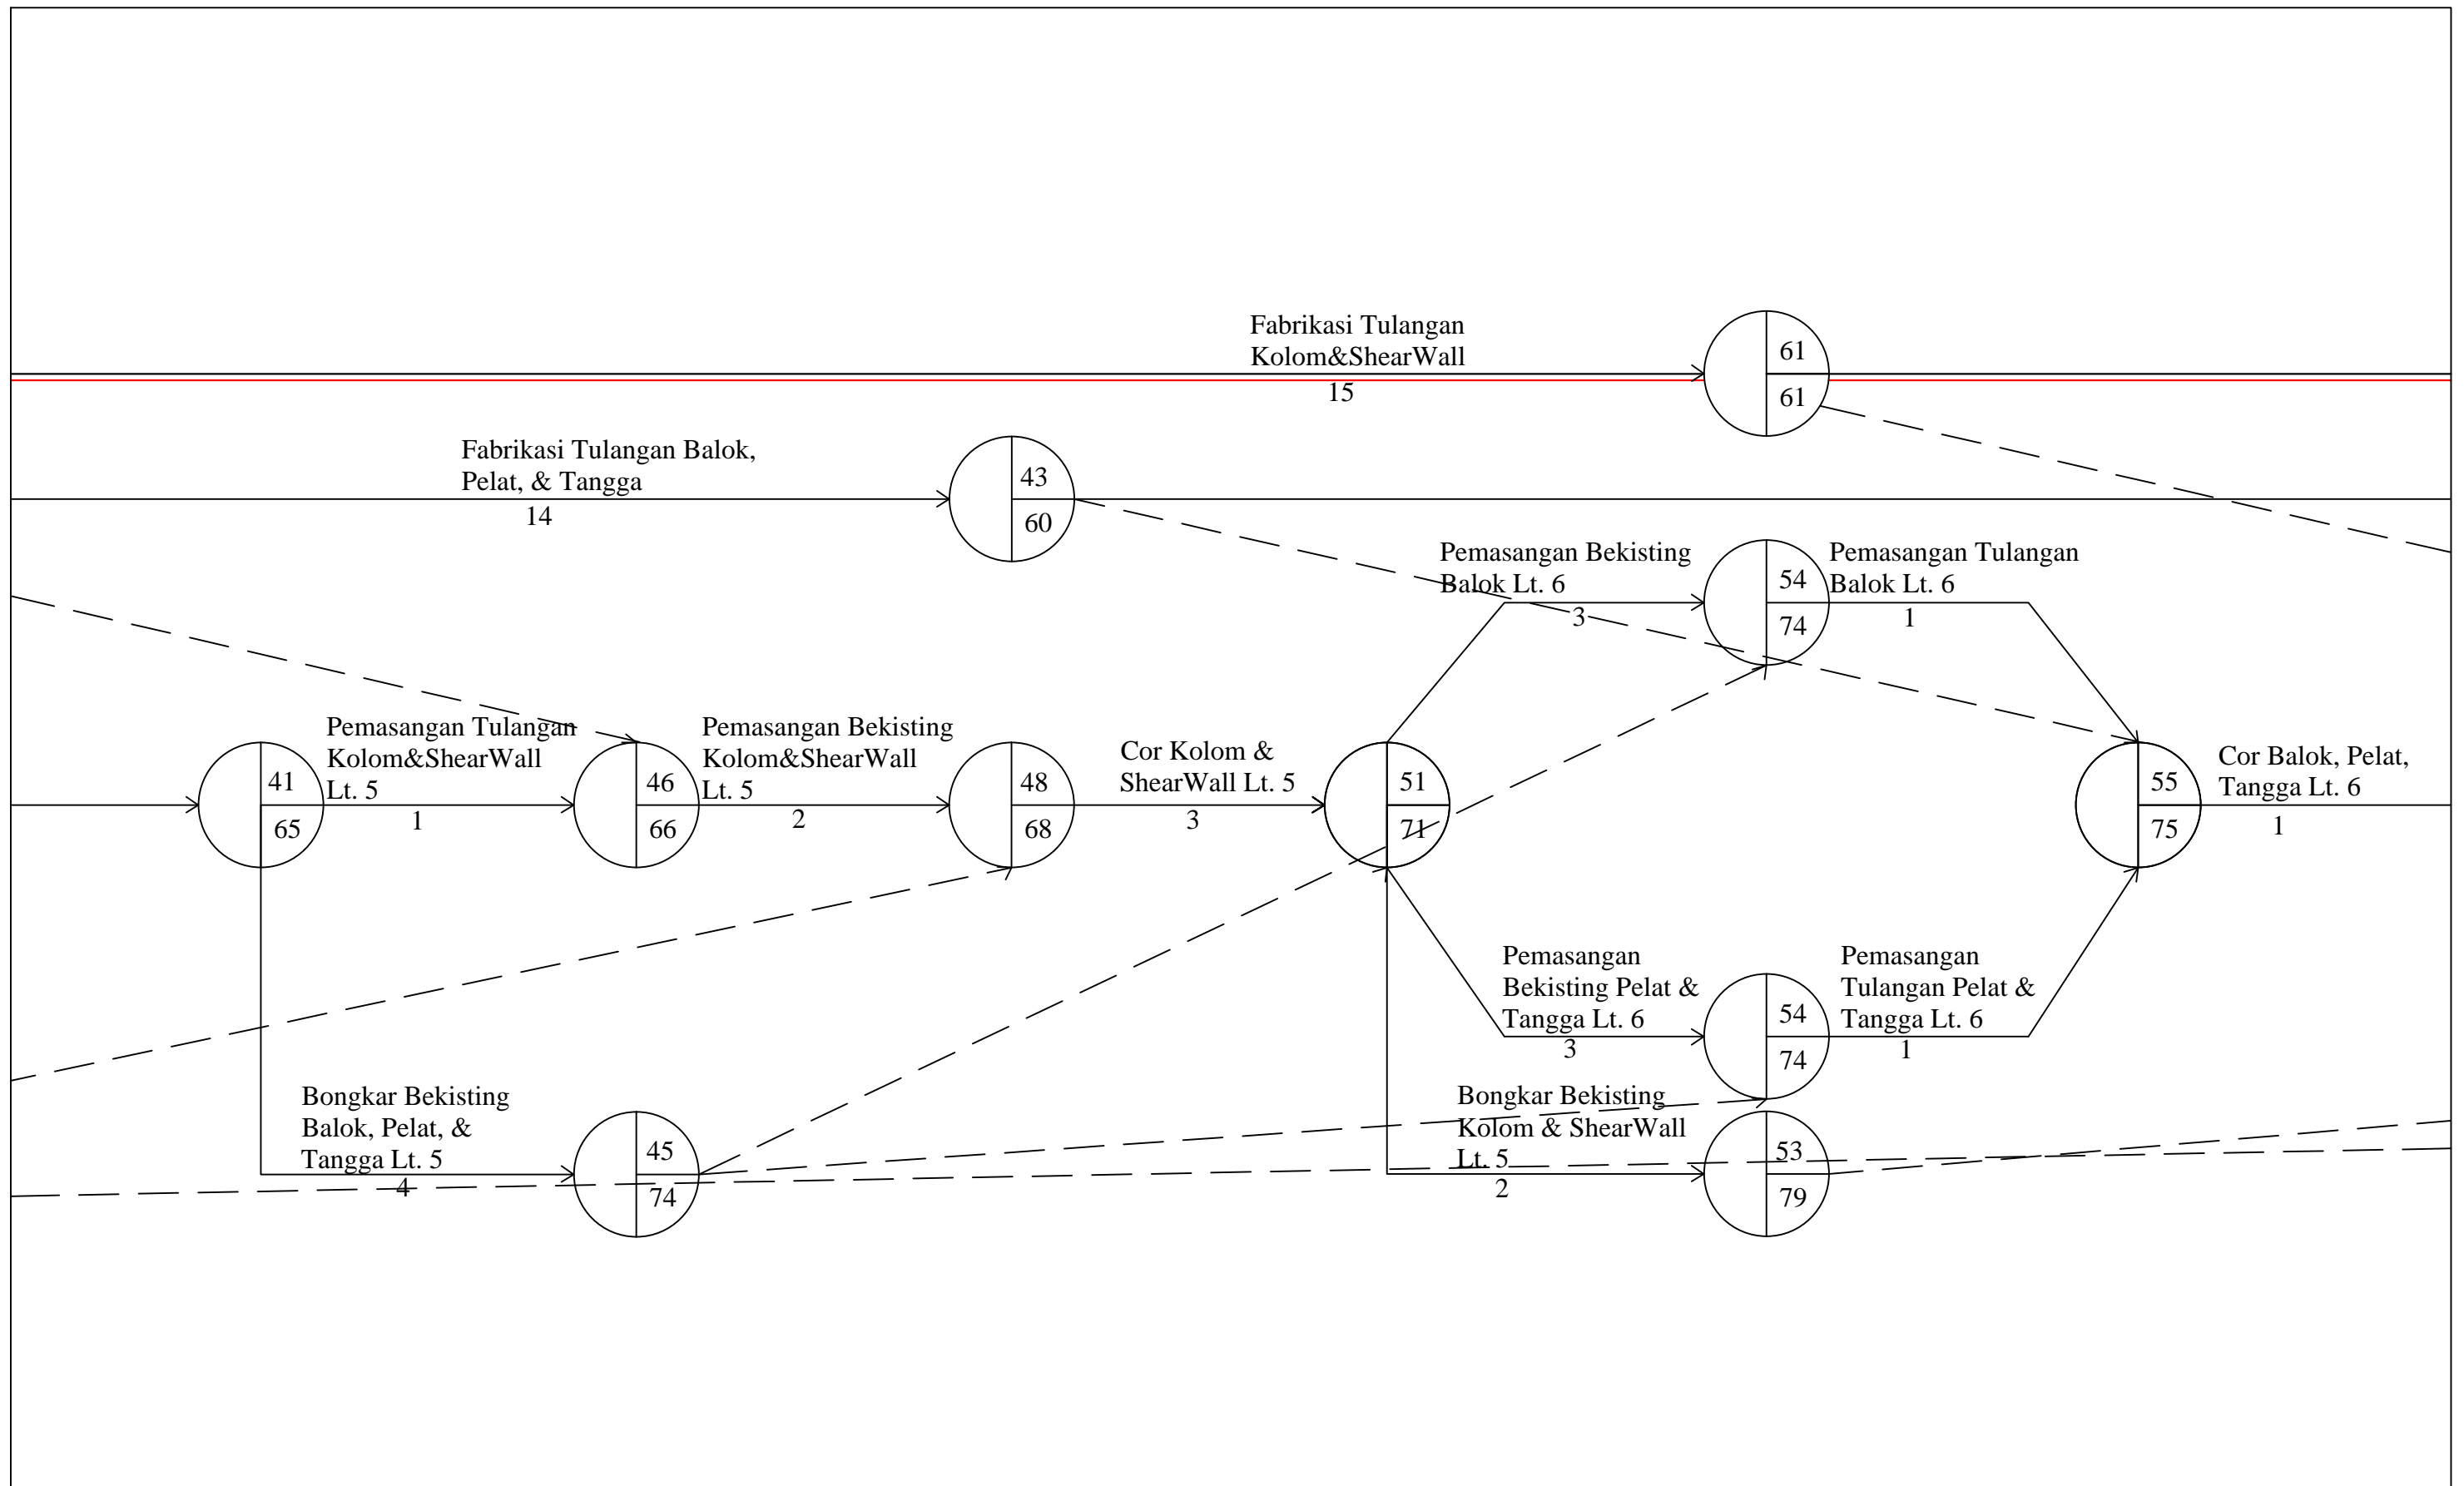 Fabrikasi Tulangan
Kolom&ShearWall
15
61
61
Fabrikasi Tulangan Balok,
Pelat, & Tangga
14
43
60
Pemasangan Bekisting
Balok Lt. 6
3
54
74
Pemasangan Tulangan
Balok Lt. 6
1
41
65
Pemasangan Tulangan
Kolom&ShearWall
Lt. 5
1
46
66
Pemasangan Bekisting
Kolom&ShearWall
Lt. 5
2
48
68
Cor Kolom &
ShearWall Lt. 5
3
51
71
55
75
Cor Balok, Pelat,
Tangga Lt. 6
1
Pemasangan
Bekisting Pelat &
Tangga Lt. 6
3
54
74
Pemasangan
Tulangan Pelat &
Tangga Lt. 6
1
Bongkar Bekisting
Balok, Pelat, &
Tangga Lt. 5
4
45
74
Bongkar Bekisting
Kolom & ShearWall
Lt. 5
2
53
79